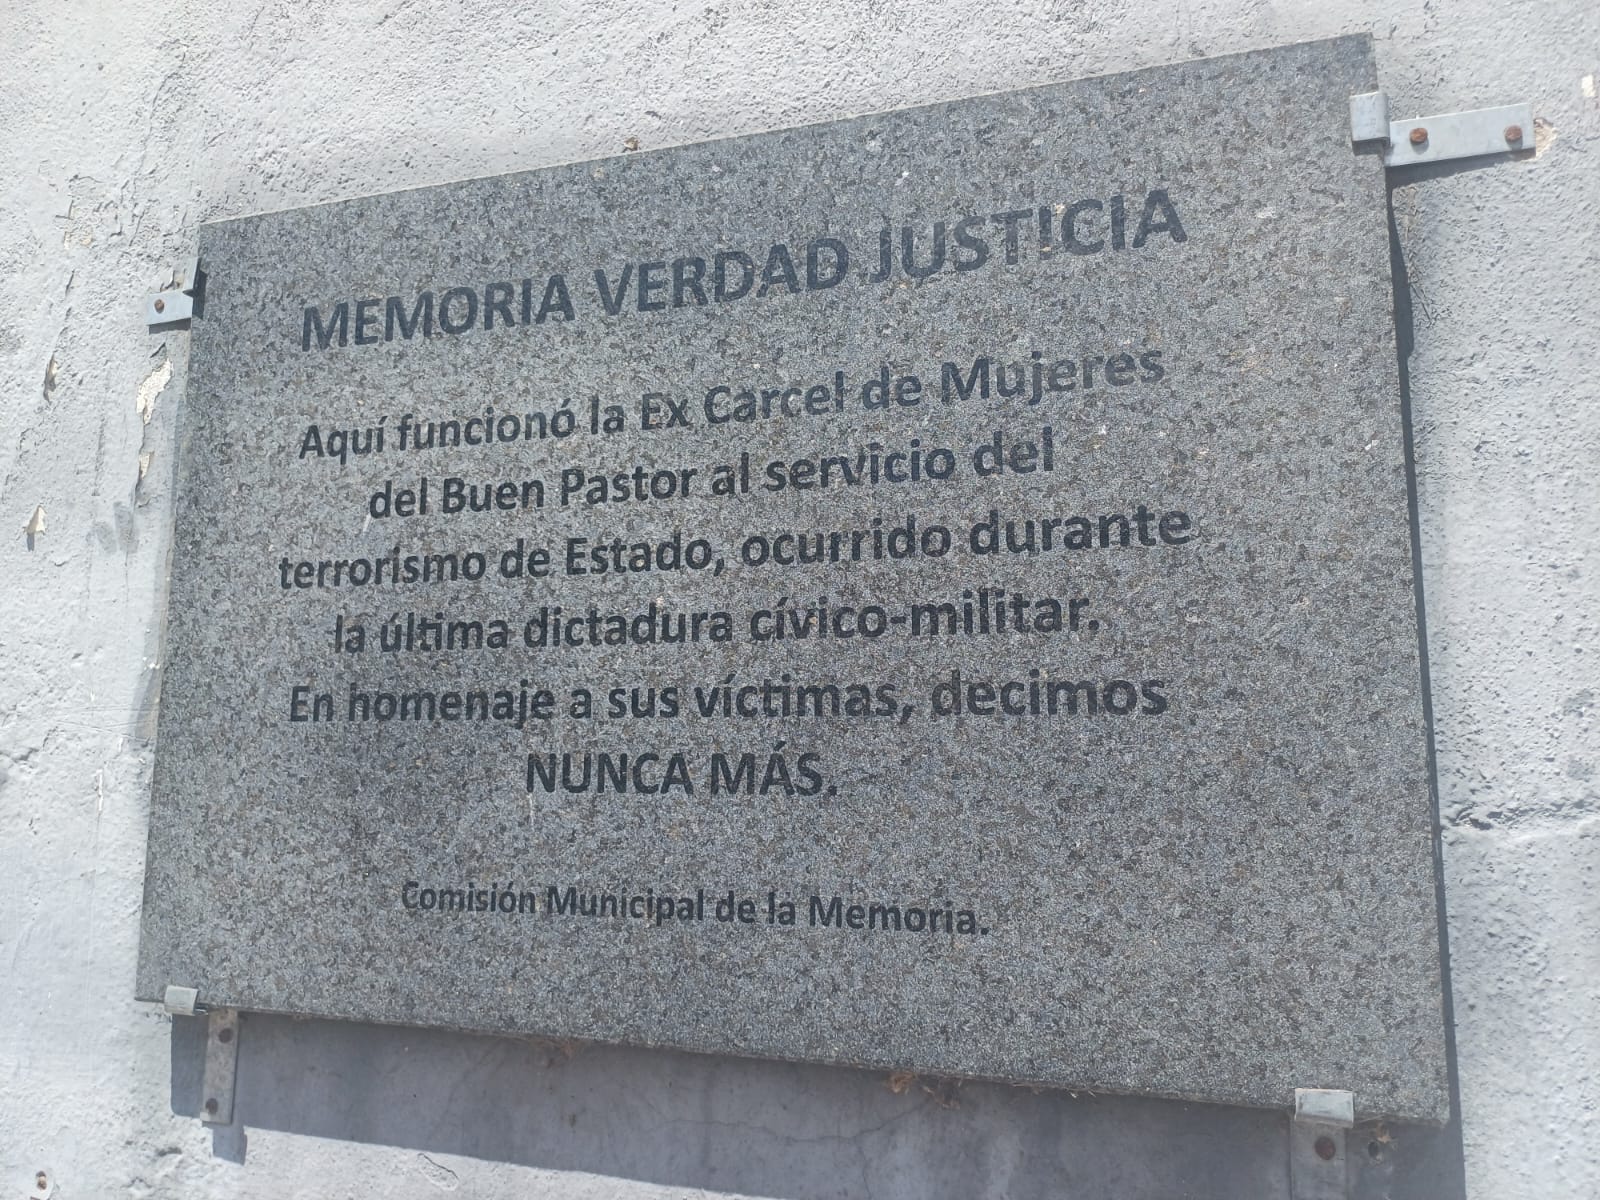 MEMORIA VERDAD JUSTICIA
Aquí funcionó la Ex Carcel de Mujeres
del Buen Pastor al servicio del
terrorismo de Estado, ocurrido durante
la última dictadura cívico-militar.
En homenaje a sus víctimas, decimos
NUNCA MÁS.
Comisión Municipal de la Memoria.